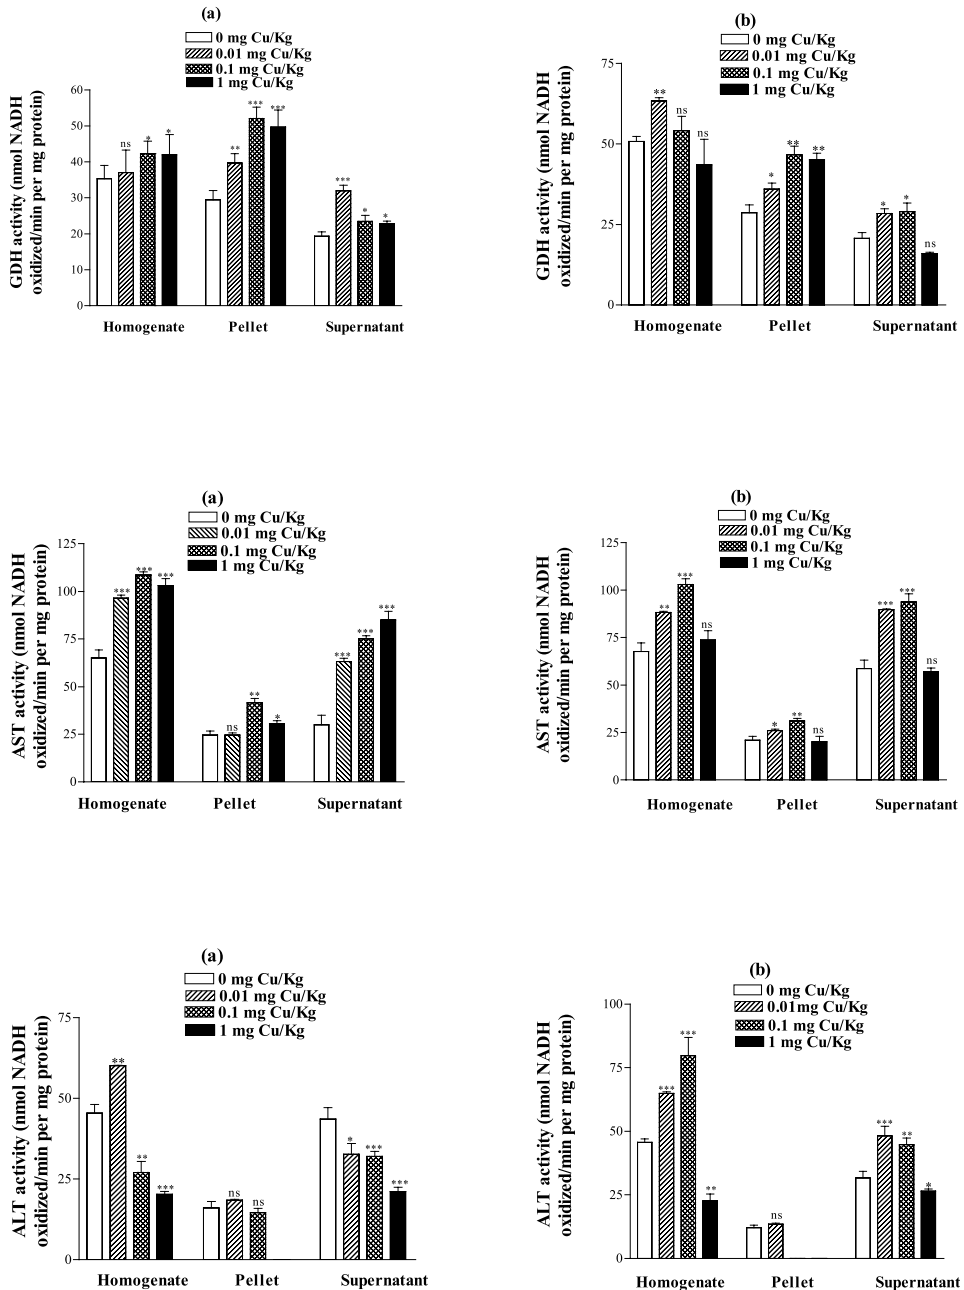 (a)
0 mg Cu/Kg
0.01 mg Cu/Kg
0.1 mg Cu/Kg
1 mg Cu/Kg
GDH activity (nmol NADH
oxidized/min per mg protein)
60
50
40
30
20
10
0
ns
*
*
**
***
***
***
*
*
Homogenate Pellet Supernatant
(b)
0 mg Cu/Kg
0.01 mg Cu/Kg
0.1 mg Cu/Kg
1 mg Cu/Kg
GDH activity (nmol NADH
oxidized/min per mg protein)
75
50
25
0
**
ns
ns
*
**
**
*
*
ns
Homogenate Pellet Supernatant
(a)
0 mg Cu/Kg
0.01 mg Cu/Kg
0.1 mg Cu/Kg
1 mg Cu/Kg
AST activity (nmol NADH
oxidized/min per mg protein)
125
100
75
50
25
0
***
***
***
ns
**
*
***
***
***
Homogenate Pellet Supernatant
(b)
0 mg Cu/Kg
0.01 mg Cu/Kg
0.1 mg Cu/Kg
1 mg Cu/Kg
AST activity (nmol NADH
oxidized/min per mg protein)
125
100
75
50
25
0
**
***
ns
*
**
ns
***
***
ns
Homogenate Pellet Supernatant
(a)
0 mg Cu/Kg
0.01 mg Cu/Kg
0.1 mg Cu/Kg
1 mg Cu/Kg
ALT activity (nmol NADH
oxidized/min per mg protein)
75
50
25
0
**
**
***
ns
ns
*
***
***
Homogenate Pellet Supernatant
(b)
0 mg Cu/Kg
0.01mg Cu/Kg
0.1 mg Cu/Kg
1 mg Cu/Kg
ALT activity (nmol NADH
oxidized/min per mg protein)
100
75
50
25
0
***
***
**
ns
***
**
*
Homogenate Pellet Supernatant